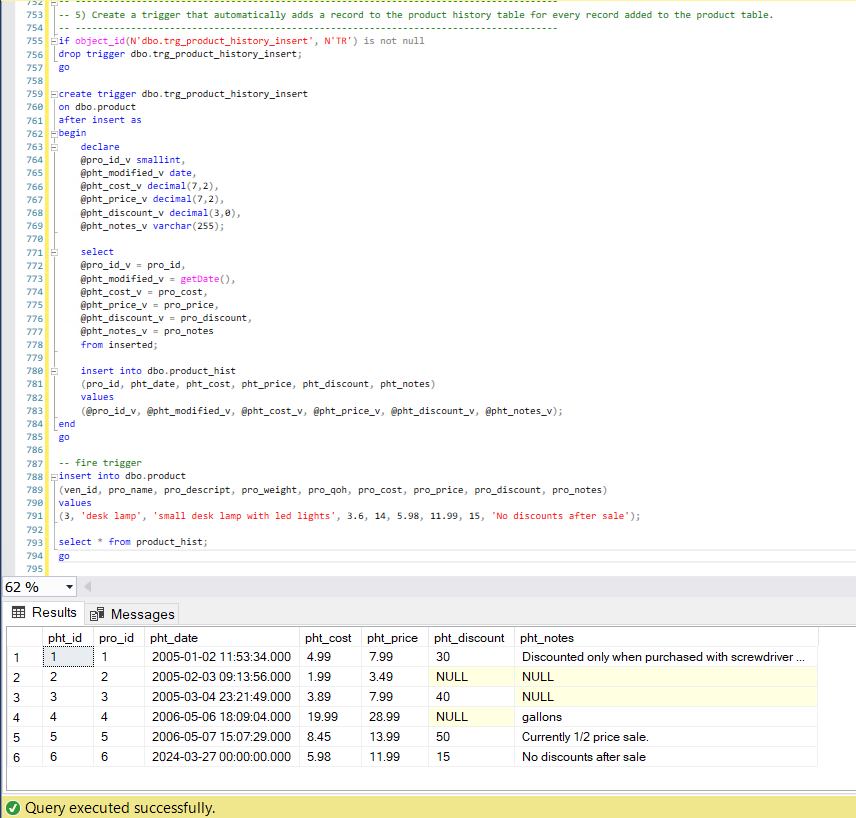 752 -- --------------------------------------------------------------------------------------
753 -- 5) Create a trigger that automatically adds a record to the product history table for every record added to the product table.
754 -- --------------------------------------------------------------------------------------
755 if object_id(N'dbo.trg_product_history_insert', N'TR') is not null
756 drop trigger dbo.trg_product_history_insert;
757 go
758
759 create trigger dbo.trg_product_history_insert
760 on dbo.product
761 after insert as
762 begin
763 declare
764 @pro_id_v smallint,
765 @pht_modified_v date,
766 @pht_cost_v decimal(7,2),
767 @pht_price_v decimal(7,2),
768 @pht_discount_v decimal(3,0),
769 @pht_notes_v varchar(255);
770
771 select
772 @pro_id_v = pro_id,
773 @pht_modified_v = getDate(),
774 @pht_cost_v = pro_cost,
775 @pht_price_v = pro_price,
776 @pht_discount_v = pro_discount,
777 @pht_notes_v = pro_notes
778 from inserted;
779
780 insert into dbo.product_hist
781 (pro_id, pht_date, pht_cost, pht_price, pht_discount, pht_notes)
782 values
783 (@pro_id_v, @pht_modified_v, @pht_cost_v, @pht_price_v, @pht_discount_v, @pht_notes_v);
784 end
785 go
786
787 -- fire trigger
788 insert into dbo.product
789 (ven_id, pro_name, pro_descript, pro_weight, pro_qoh, pro_cost, pro_price, pro_discount, pro_notes)
790 values
791 (3, 'desk lamp', 'small desk lamp with led lights', 3.6, 14, 5.98, 11.99, 15, 'No discounts after sale');
792
793 select * from product_hist;
794 go
795
62 %
Results Messages
pht_id pro_id pht_date pht_cost pht_price pht_discount pht_notes
1 1 1 2005-01-02 11:53:34.000 4.99 7.99 30 Discounted only when purchased with screwdriver ...
2 2 2 2005-02-03 09:13:56.000 1.99 3.49 NULL NULL
3 3 3 2005-03-04 23:21:49.000 3.89 7.99 40 NULL
4 4 4 2006-05-06 18:09:04.000 19.99 28.99 NULL gallons
5 5 5 2006-05-07 15:07:29.000 8.45 13.99 50 Currently 1/2 price sale.
6 6 6 2024-03-27 00:00:00.000 5.98 11.99 15 No discounts after sale
Query executed successfully.